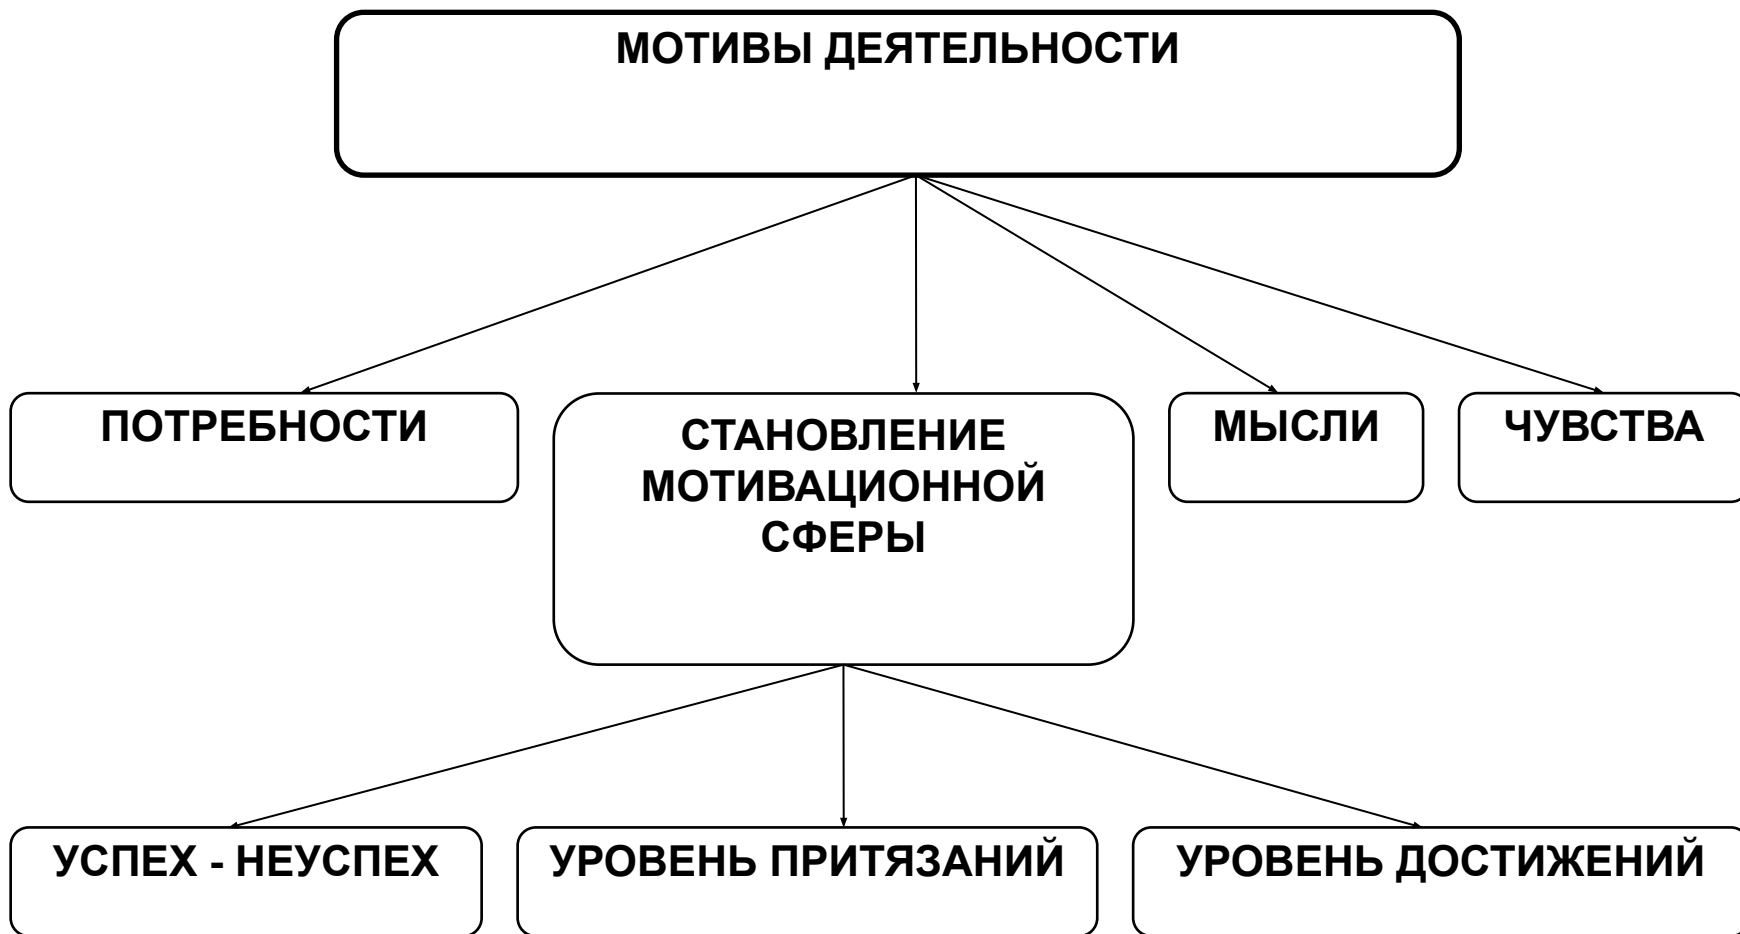 МОТИВЫ ДЕЯТЕЛЬНОСТИ
ПОТРЕБНОСТИ
СТАНОВЛЕНИЕ
МОТИВАЦИОННОЙ
СФЕРЫ
МЫСЛИ
ЧУВСТВА
УСПЕХ - НЕУСПЕХ
УРОВЕНЬ ПРИТЯЗАНИЙ
УРОВЕНЬ ДОСТИЖЕНИЙ